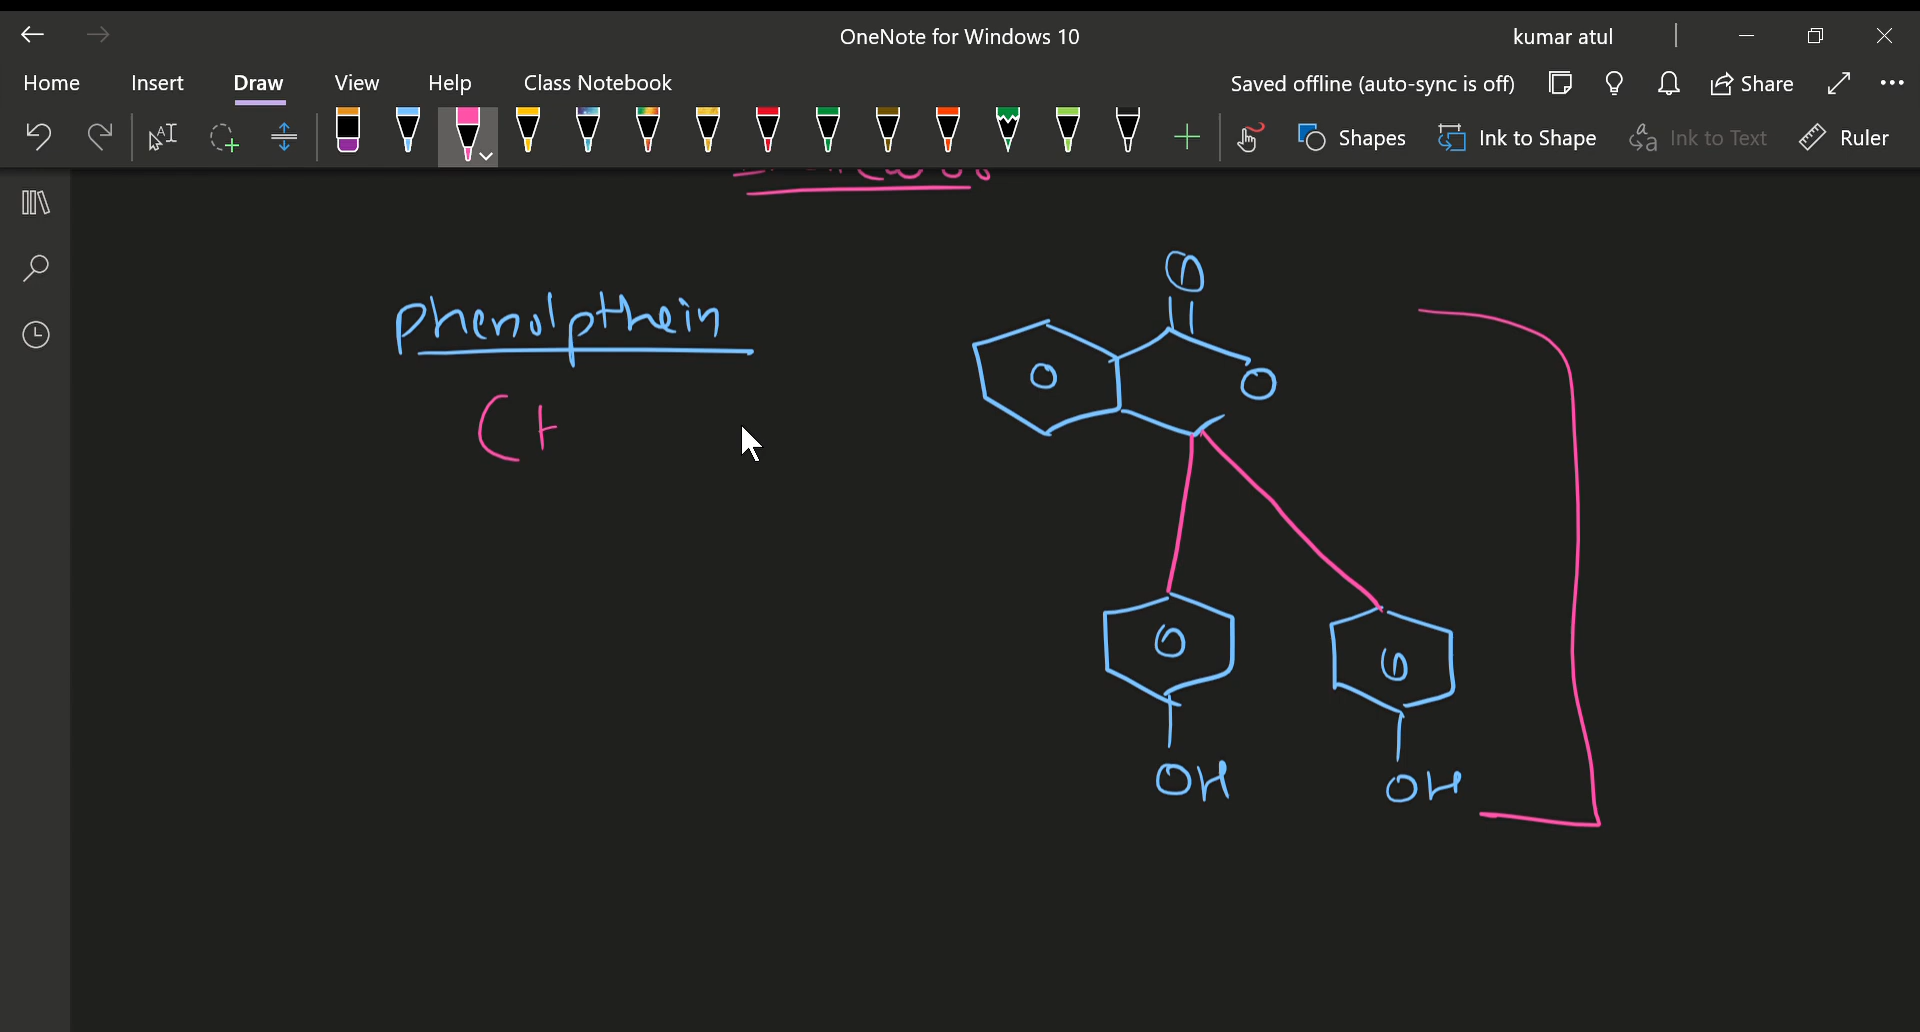 OneNote for Windows 10
kumar atul
Home Insert Draw View Help Class Notebook
Saved offline (auto-sync is off) Share
Shapes Ink to Shape Ink to Text Ruler
phenolpthein
O
O
OH
OH